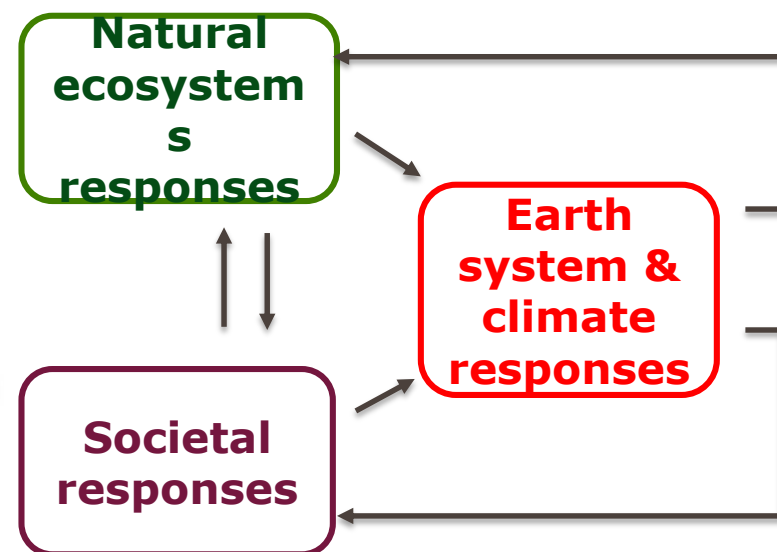 Natural
ecosystem
s
responses
Earth
system &
climate
responses
Societal
responses